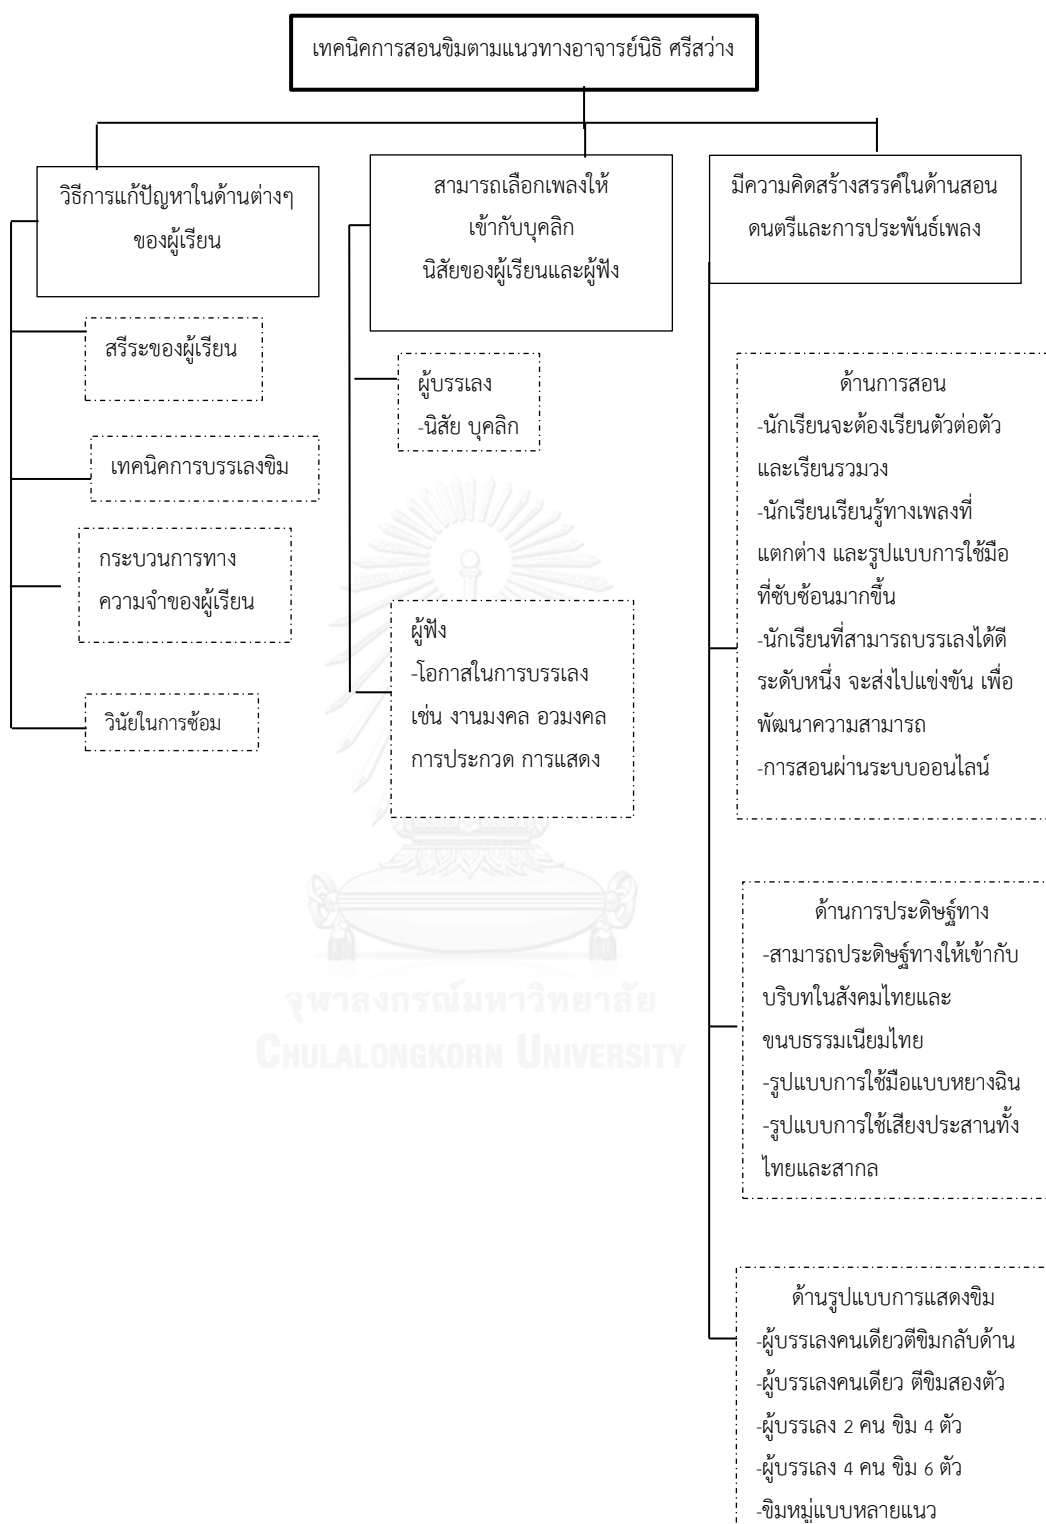 เทคนิคการสอนขิมตามแนวทางอาจารย์นิธิ ศรีสว่าง
วิธีการแก้ปัญหาในด้านต่างๆ
ของผู้เรียน
สรีระของผู้เรียน
เทคนิคการบรรเลงขิม
กระบวนการทาง
ความจำของผู้เรียน
วินัยในการซ้อม
สามารถเลือกเพลงให้
เข้ากับบุคลิก
นิสัยของผู้เรียนและผู้ฟัง
ผู้บรรเลง
-นิสัย บุคลิก
ผู้ฟัง
-โอกาสในการบรรเลง
เช่น งานมงคล อวมงคล
การประกวด การแสดง
มีความคิดสร้างสรรค์ในด้านสอน
ดนตรีและการประพันธ์เพลง
ด้านการสอน
-นักเรียนจะต้องเรียนตัวต่อตัว
และเรียนรวมวง
-นักเรียนเรียนรู้ทางเพลงที่
แตกต่าง และรูปแบบการใช้มือ
ที่ซับซ้อนมากขึ้น
-นักเรียนที่สามารถบรรเลงได้ดี
ระดับหนึ่ง จะส่งไปแข่งขัน เพื่อ
พัฒนาความสามารถ
-การสอนผ่านระบบออนไลน์
ด้านการประดิษฐ์ทาง
-สามารถประดิษฐ์ทางให้เข้ากับ
บริบทในสังคมไทยและ
ขนบธรรมเนียมไทย
-รูปแบบการใช้มือแบบหยางฉิน
-รูปแบบการใช้เสียงประสานทั้ง
ไทยและสากล
ด้านรูปแบบการแสดงขิม
-ผู้บรรเลงคนเดียวตีขิมกลับด้าน
-ผู้บรรเลงคนเดียว ตีขิมสองตัว
-ผู้บรรเลง 2 คน ขิม 4 ตัว
-ผู้บรรเลง 4 คน ขิม 6 ตัว
-ขิมหมู่แบบหลายแนว
จุฬาลงกรณ์มหาวิทยาลัย
CHULALONGKORN UNIVERSITY